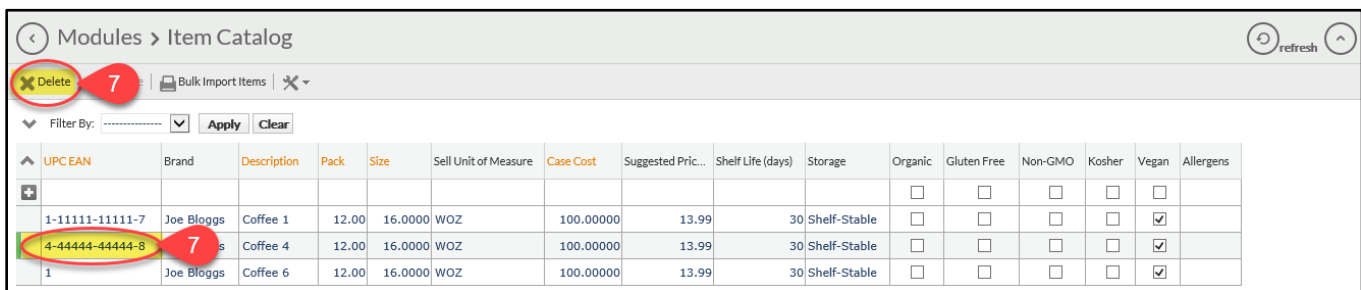 Modules > Item Catalog refresh
Delete 7 e | Bulk Import Items |
Filter By: --------------- Apply Clear
UPC EAN Brand Description Pack Size Sell Unit of Measure Case Cost Suggested Pric... Shelf Life (days) Storage Organic Gluten Free Non-GMO Kosher Vegan Allergens
1-11111-11111-7 Joe Bloggs Coffee 1 12.00 16.0000 WOZ 100.00000 13.99 30 Shelf-Stable
4-44444-44444-8 7 s Coffee 4 12.00 16.0000 WOZ 100.00000 13.99 30 Shelf-Stable
1 Joe Bloggs Coffee 6 12.00 16.0000 WOZ 100.00000 13.99 30 Shelf-Stable